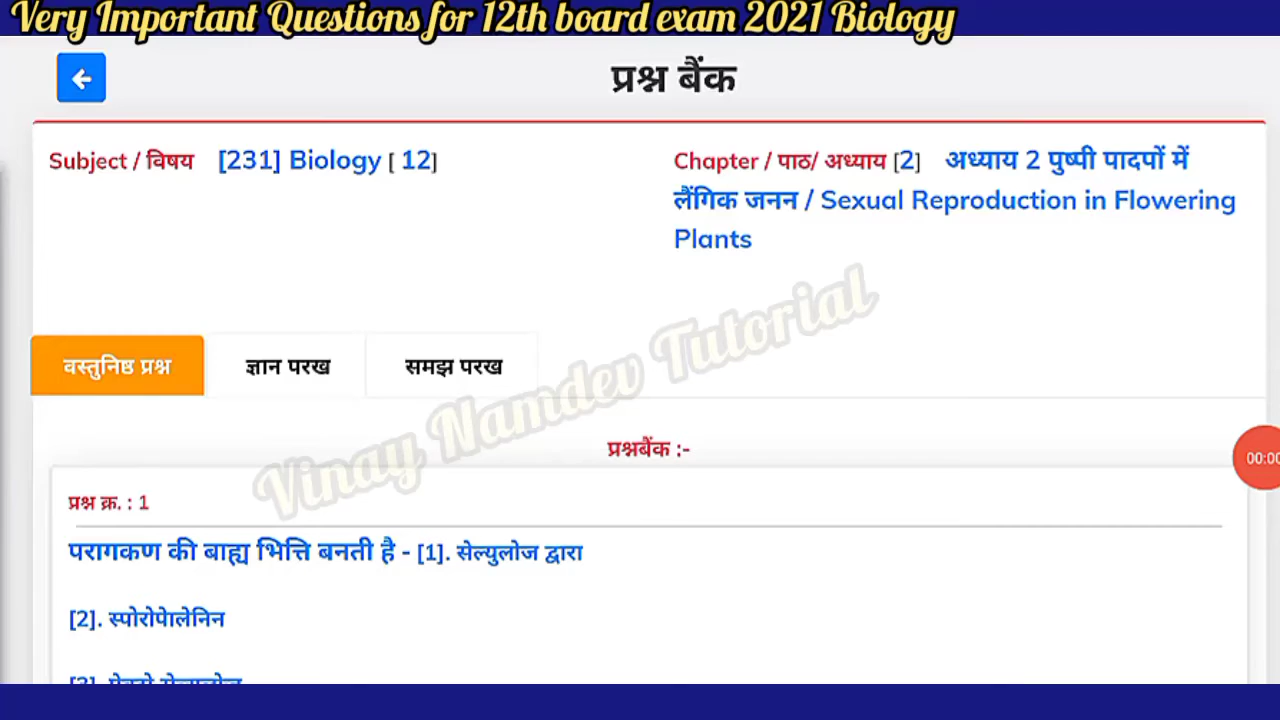 Very Important Questions for 12th board exam 2021 Biology
प्रश्न बैंक
Subject / विषय [231] Biology [ 12]
Chapter / पाठ/ अध्याय [2] अध्याय 2 पुष्पी पादपों में
लैंगिक जनन / Sexual Reproduction in Flowering
Plants
वस्तुनिष्ठ प्रश्न ज्ञान परख समझ परख
Vinay Namdev Tutorial
प्रश्नबैंक :-
00:00
प्रश्न क्र. : 1
परागकण की बाह्य भित्ति बनती है - [1]. सेल्युलोज द्वारा
[2]. स्पोरोपेालेनिन
[3].